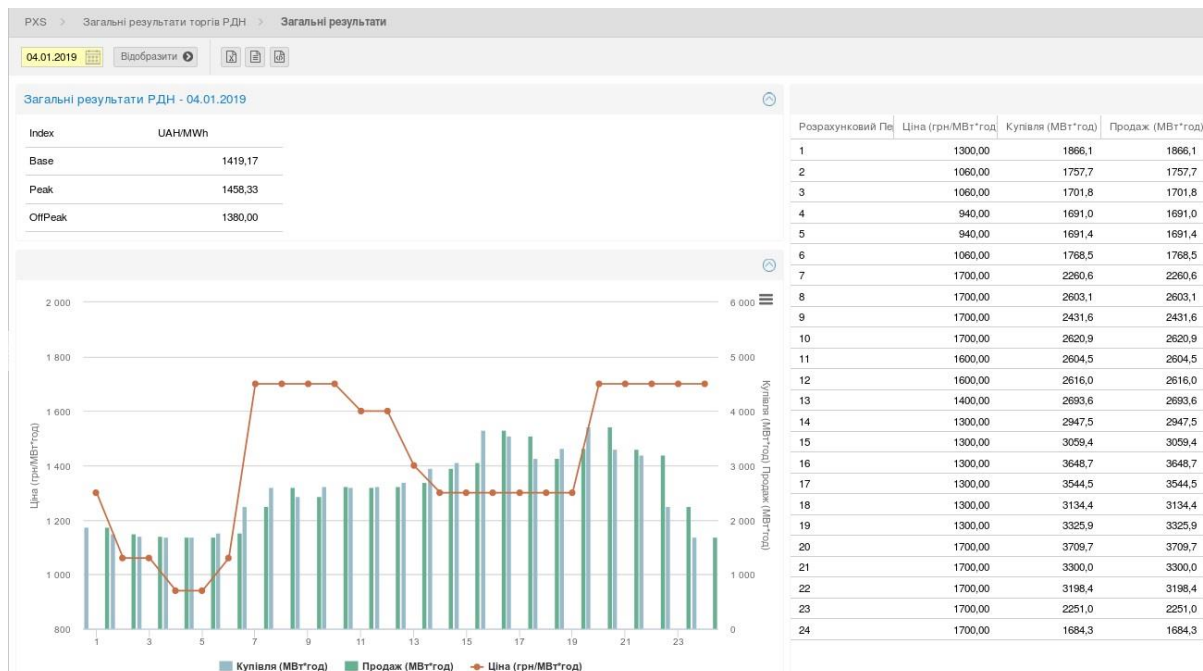 PXS > Загальні результати торгів РДН > Загальні результати
04.01.2019 Відобразити
Загальні результати РДН - 04.01.2019
Index UAH/MWh
Base 1419,17
Peak 1458,33
OffPeak 1380,00
2 000 6 000
1 800 5 000
1 600 4 000
1 400 3 000
1 200 2 000
1 000 1 000
800 0
Ціна (грн/МВт*год)
Купівля (МВт*год) Продаж (МВт*год)
1 3 5 7 9 11 13 15 17 19 21 23
Купівля (МВт*год) Продаж (МВт*год) Ціна (грн/МВт*год)
Розрахунковий Пе Ціна (грн/МВт*год Купівля (МВт*год) Продаж (МВт*год)
1 1300,00 1866,1 1866,1
2 1060,00 1757,7 1757,7
3 1060,00 1701,8 1701,8
4 940,00 1691,0 1691,0
5 940,00 1691,4 1691,4
6 1060,00 1768,5 1768,5
7 1700,00 2260,6 2260,6
8 1700,00 2603,1 2603,1
9 1700,00 2431,6 2431,6
10 1700,00 2620,9 2620,9
11 1600,00 2604,5 2604,5
12 1600,00 2616,0 2616,0
13 1400,00 2693,6 2693,6
14 1300,00 2947,5 2947,5
15 1300,00 3059,4 3059,4
16 1300,00 3648,7 3648,7
17 1300,00 3544,5 3544,5
18 1300,00 3134,4 3134,4
19 1300,00 3325,9 3325,9
20 1700,00 3709,7 3709,7
21 1700,00 3300,0 3300,0
22 1700,00 3198,4 3198,4
23 1700,00 2251,0 2251,0
24 1700,00 1684,3 1684,3